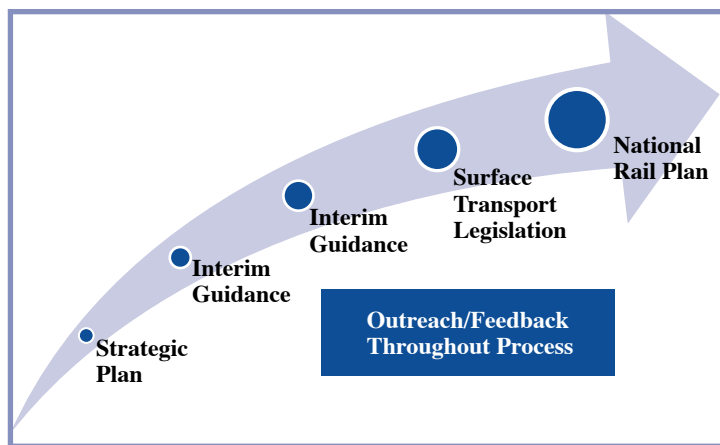 Strategic
Plan
Interim
Guidance
Interim
Guidance
Surface
Transport
Legislation
National
Rail Plan
Outreach/Feedback
Throughout Process